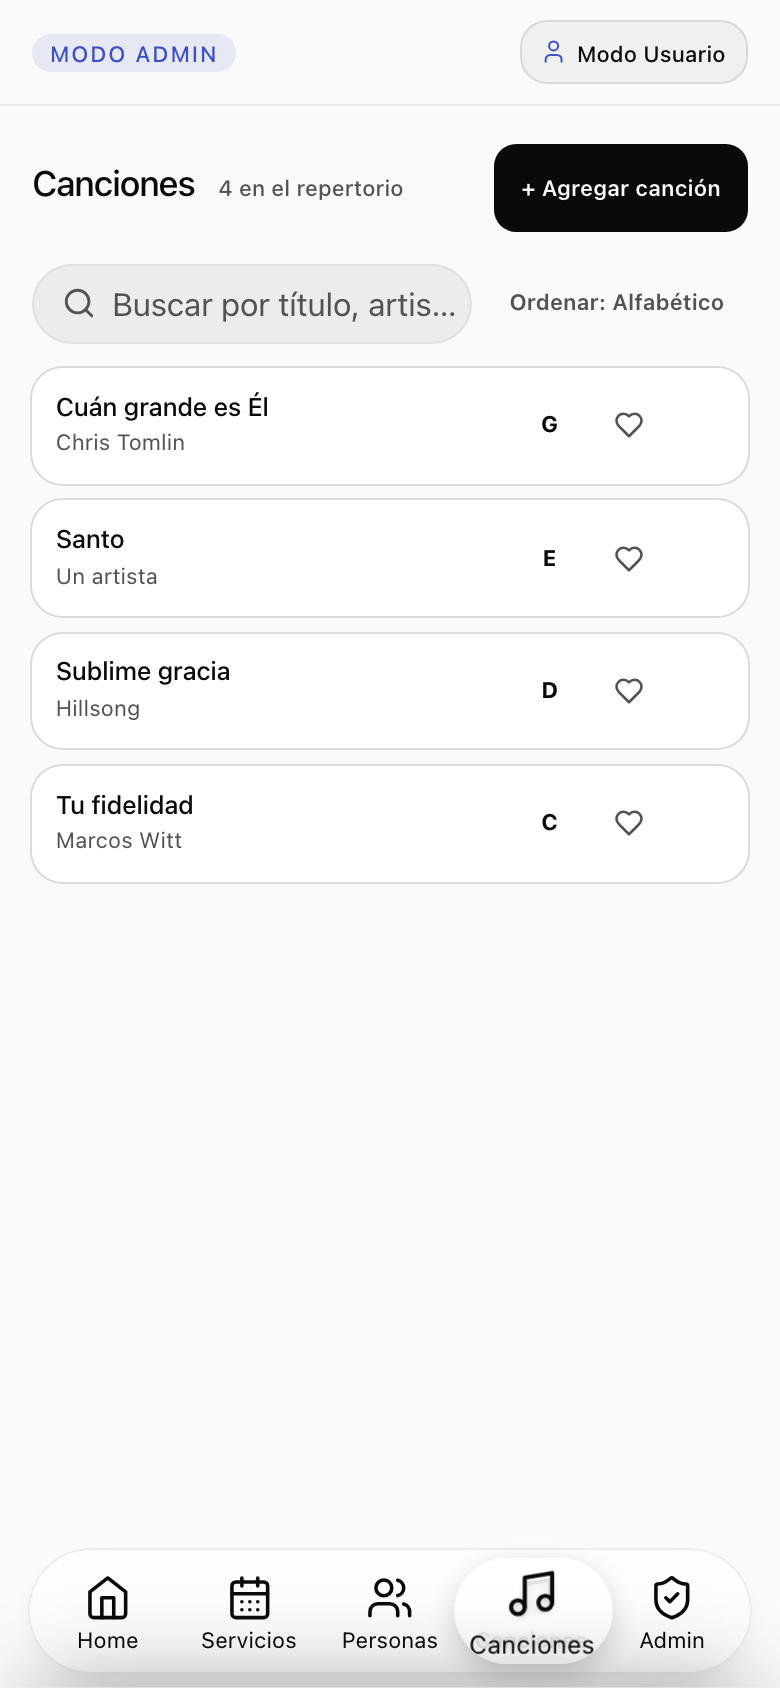 MODO ADMIN
Modo Usuario
Canciones 4 en el repertorio
+ Agregar canción
Buscar por título, artis...
Ordenar: Alfabético
Cuán grande es Él
Chris Tomlin
G
Santo
Un artista
E
Sublime gracia
Hillsong
D
Tu fidelidad
Marcos Witt
C
Home
Servicios
Personas
Canciones
Admin